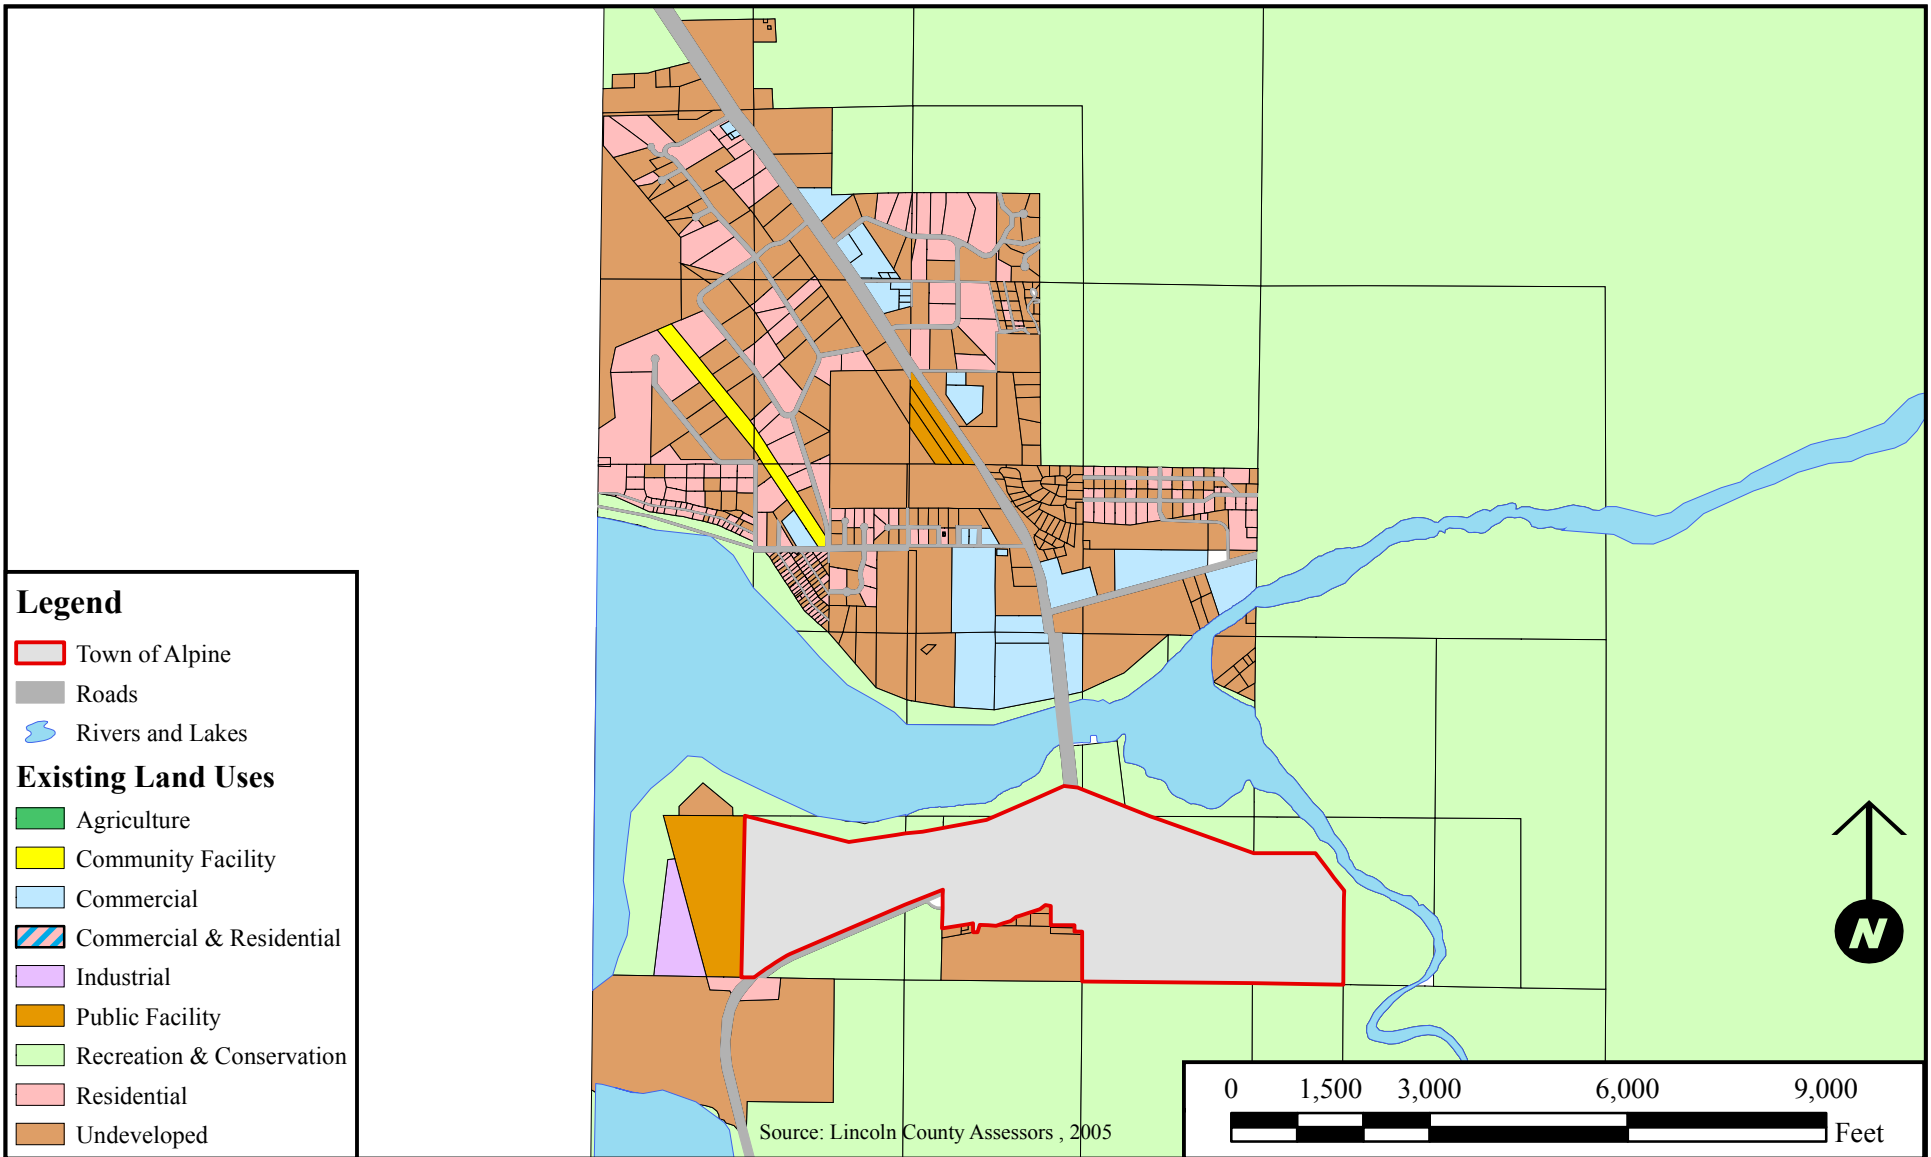 Legend
Town of Alpine
Roads
Rivers and Lakes
Existing Land Uses
Agriculture
Community Facility
Commercial
Commercial & Residential
Industrial
Public Facility
Recreation & Conservation
Residential
Undeveloped
Source: Lincoln County Assessors , 2005
N
0 1,500 3,000 6,000 9,000
Feet